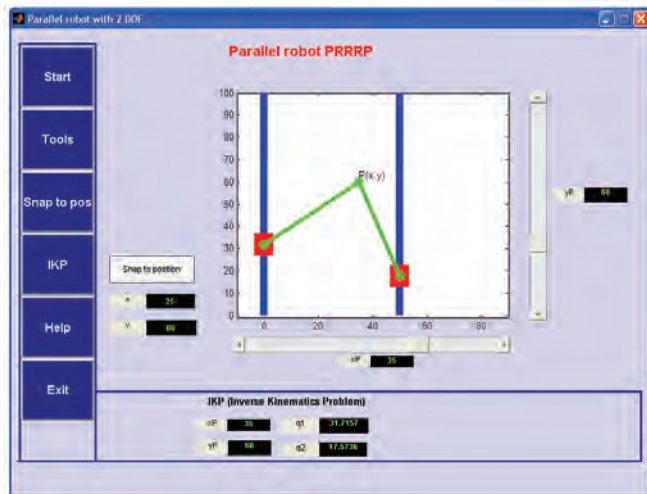 Parallel robot with 2 DOF
Parallel robot PRRRP
Start
Tools
Snap to pos
IKP
Help
Exit
100
90
80
70
60
50
40
30
20
10
0
0
20
40
60
80
P(x,y)
yP
60
Snap to position
x
25
Y
80
xP
35
IKP (Inverse Kinematics Problem)
xP
35
q1
31.7157
yP
60
q2
17.5736